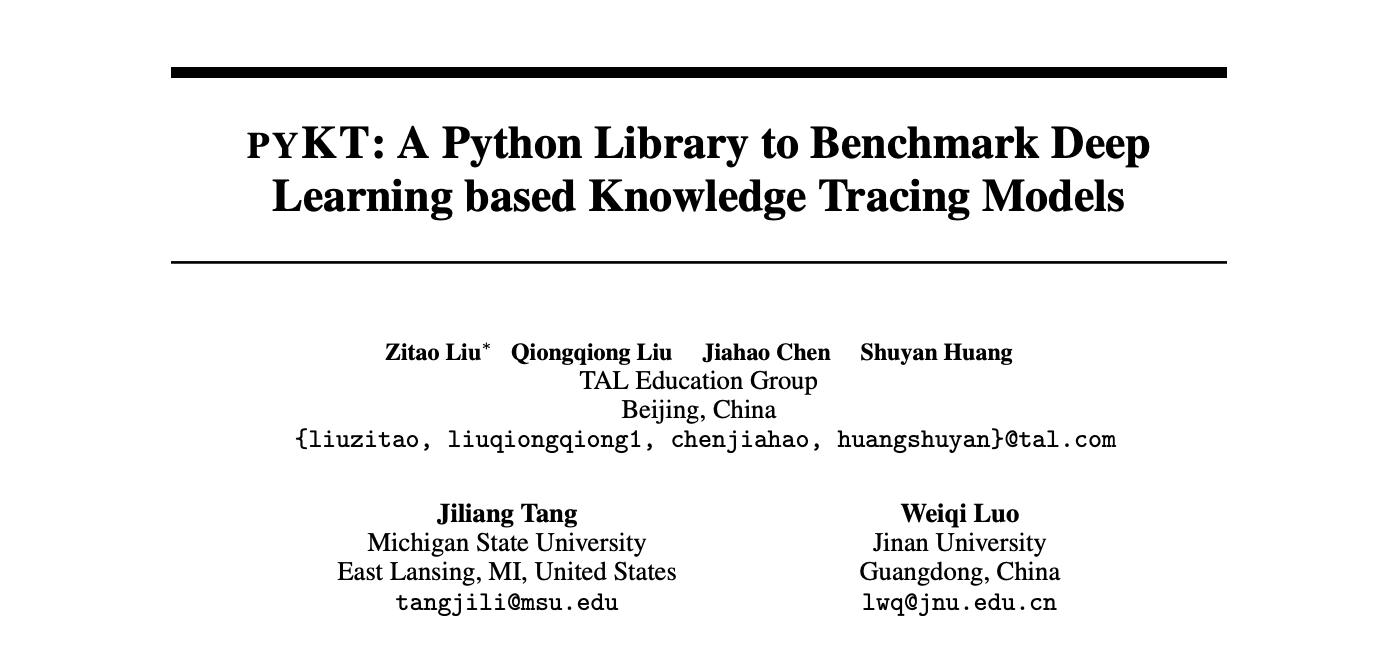 PYKT: A Python Library to Benchmark Deep
Learning based Knowledge Tracing Models
Zitao Liu* Qiongqiong Liu Jiahao Chen Shuyan Huang
TAL Education Group
Beijing, China
{liuzitao, liuqiongqiong1, chenjiahao, huangshuyan}@tal.com
Jiliang Tang
Michigan State University
East Lansing, MI, United States
tangjili@msu.edu
Weiqi Luo
Jinan University
Guangdong, China
lwq@jnu.edu.cn